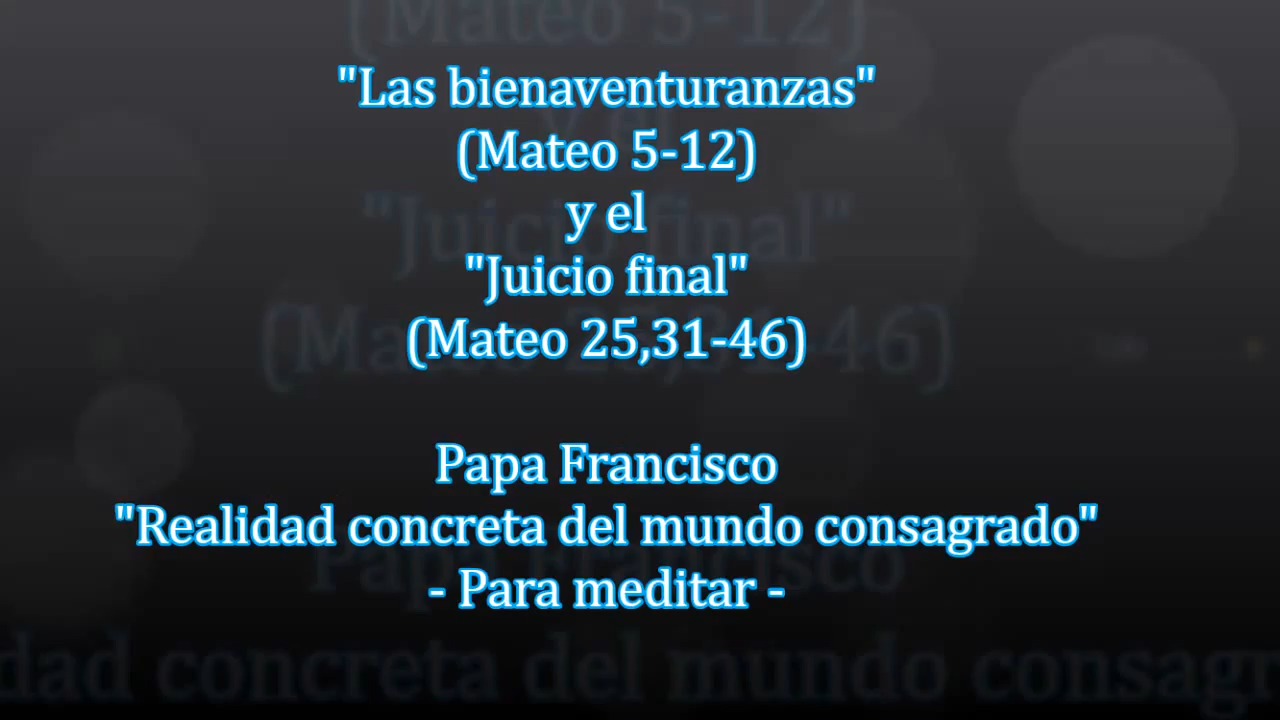 "Las bienaventuranzas"
(Mateo 5-12)
y el
"Juicio final"
(Mateo 25,31-46)
Papa Francisco
"Realidad concreta del mundo consagrado"
- Para meditar -